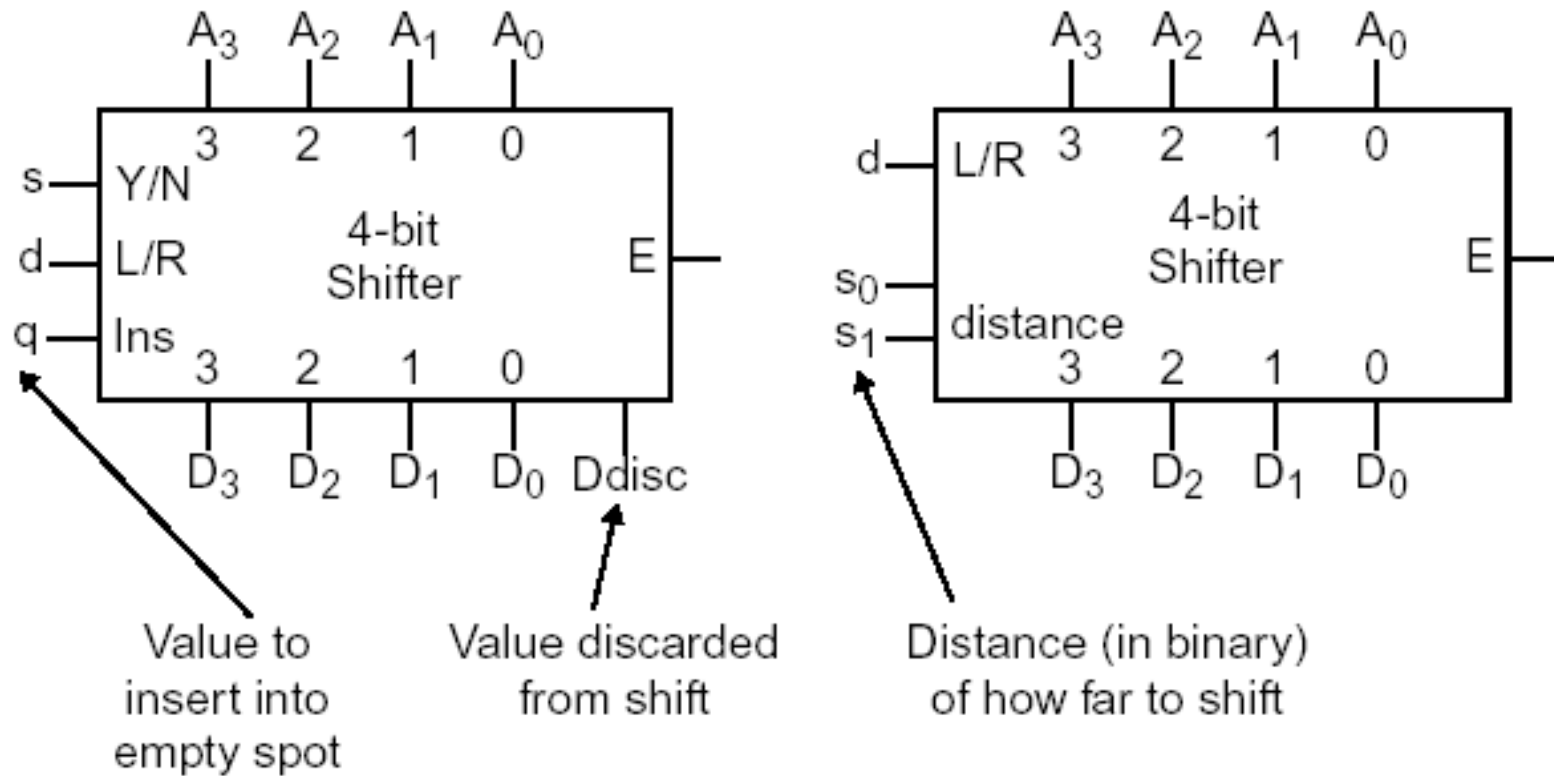 A3 A2 A1 A0
3 2 1 0
s Y/N
4-bit
Shifter
d L/R
E
q Ins
3 2 1 0
D3 D2 D1 D0 Ddisc
Value to
insert into
empty spot
Value discarded
from shift
A3 A2 A1 A0
3 2 1 0
d L/R
4-bit
Shifter
E
s0
s1 distance
3 2 1 0
D3 D2 D1 D0
Distance (in binary)
of how far to shift